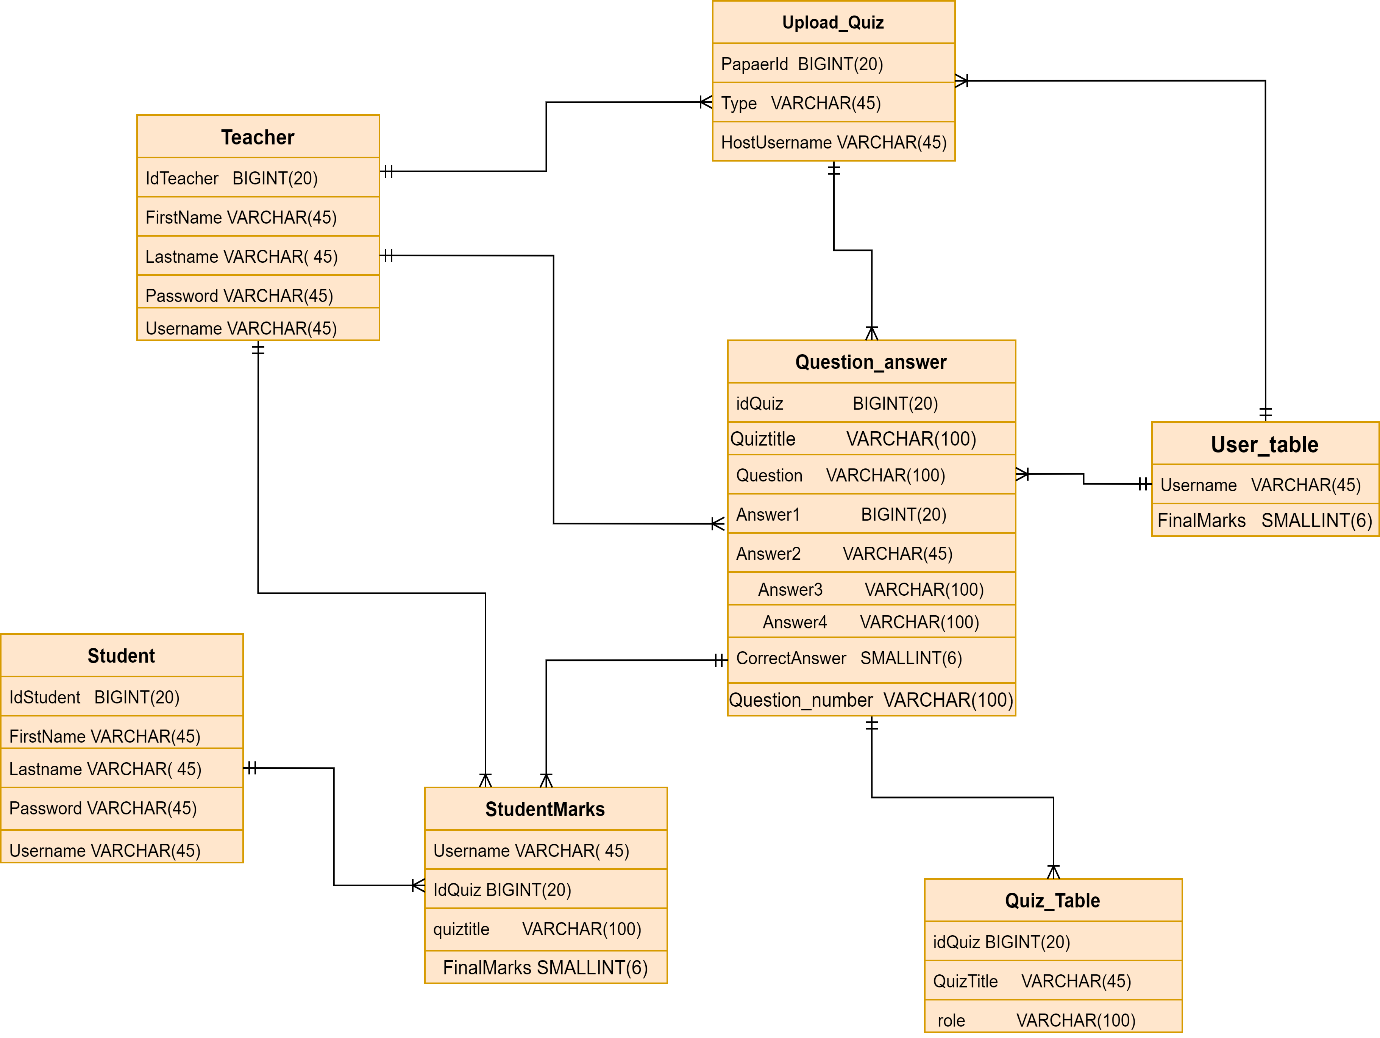 Upload_Quiz
PapaerId BIGINT(20)
Type VARCHAR(45)
HostUsername VARCHAR(45)
Teacher
IdTeacher BIGINT(20)
FirstName VARCHAR(45)
Lastname VARCHAR( 45)
Password VARCHAR(45)
Username VARCHAR(45)
Question_answer
idQuiz BIGINT(20)
Quiztitle VARCHAR(100)
Question VARCHAR(100)
Answer1 BIGINT(20)
Answer2 VARCHAR(45)
Answer3 VARCHAR(100)
Answer4 VARCHAR(100)
CorrectAnswer SMALLINT(6)
Question_number VARCHAR(100)
User_table
Username VARCHAR(45)
FinalMarks SMALLINT(6)
Student
IdStudent BIGINT(20)
FirstName VARCHAR(45)
Lastname VARCHAR( 45)
Password VARCHAR(45)
Username VARCHAR(45)
StudentMarks
Username VARCHAR( 45)
IdQuiz BIGINT(20)
quiztitle VARCHAR(100)
FinalMarks SMALLINT(6)
Quiz_Table
idQuiz BIGINT(20)
QuizTitle VARCHAR(45)
role VARCHAR(100)